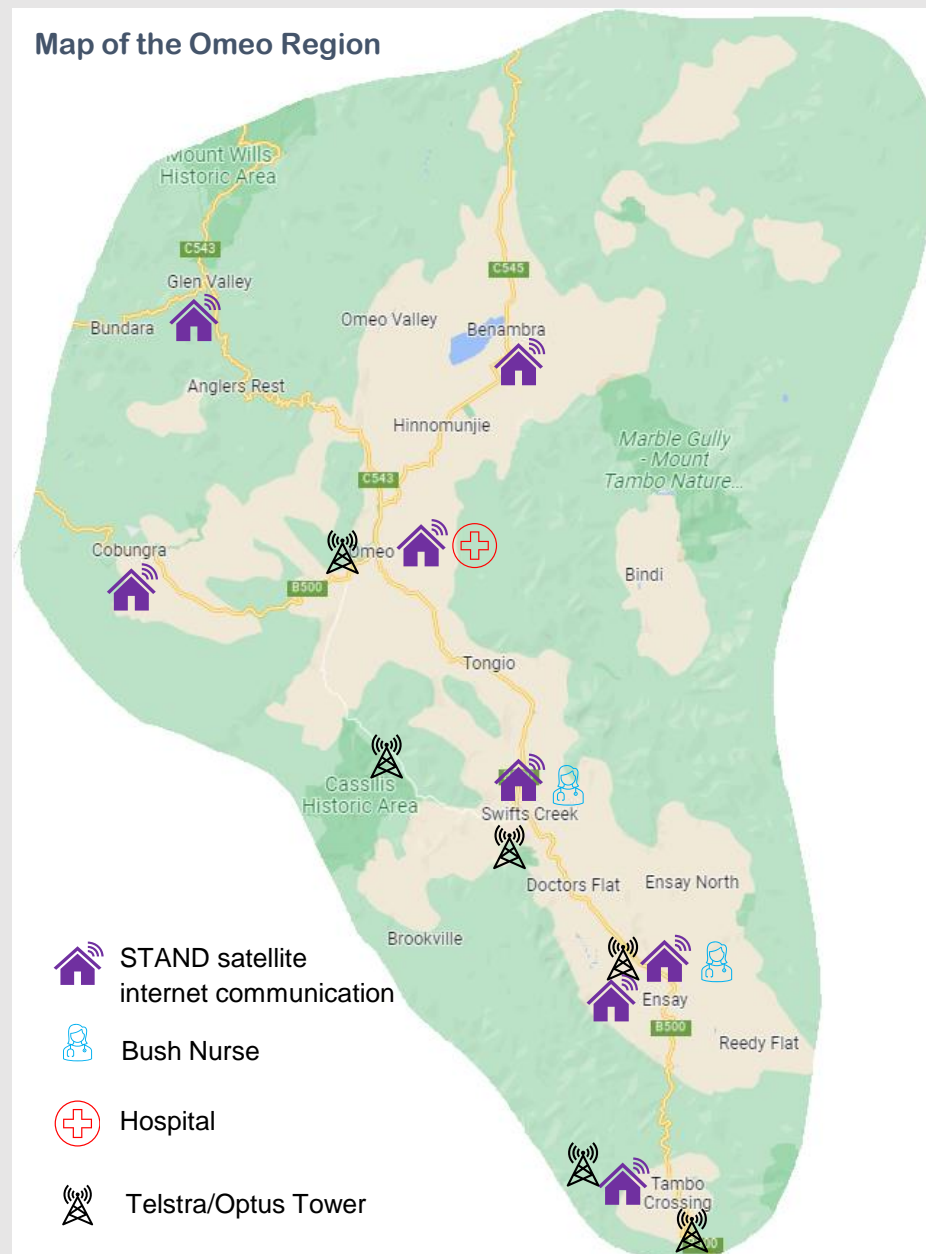 Map of the Omeo Region
Mount Wills
Historic Area
C543
C545
Glen Valley
Omeo Valley
Benambra
Bundara
Anglers Rest
Hinnomunjie
Marble Gully
- Mount
Tambo Nature...
C543
Cobungra
Omeo
Bindi
B500
Tongio
Cassilis
Historic Area
Swifts Creek
Doctors Flat
Ensay North
Brookville
STAND satellite
internet communication
Ensay
B500
Reedy Flat
Bush Nurse
Hospital
Tambo
Crossing
Telstra/Optus Tower